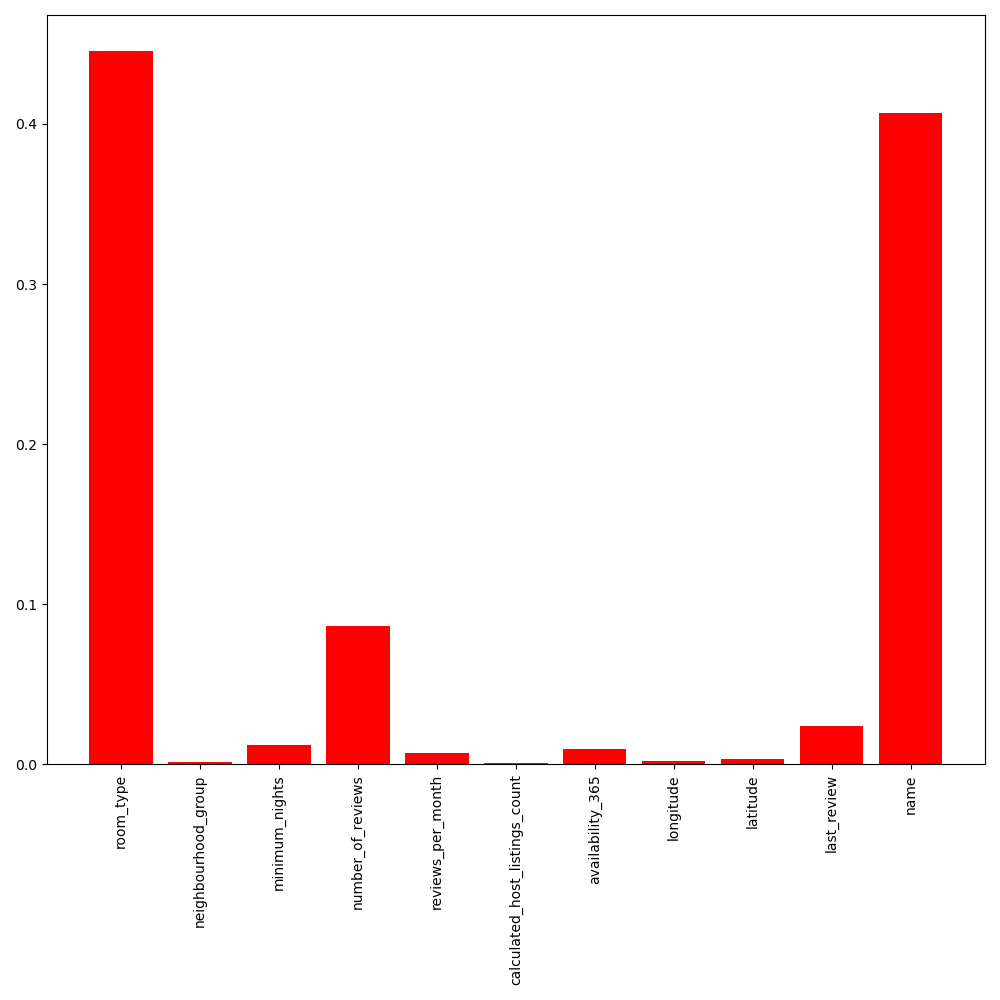 0.4
0.3
0.2
0.1
0.0
room_type
neighbourhood_group
minimum_nights
number_of_reviews
reviews_per_month
calculated_host_listings_count
availability_365
longitude
latitude
last_review
name